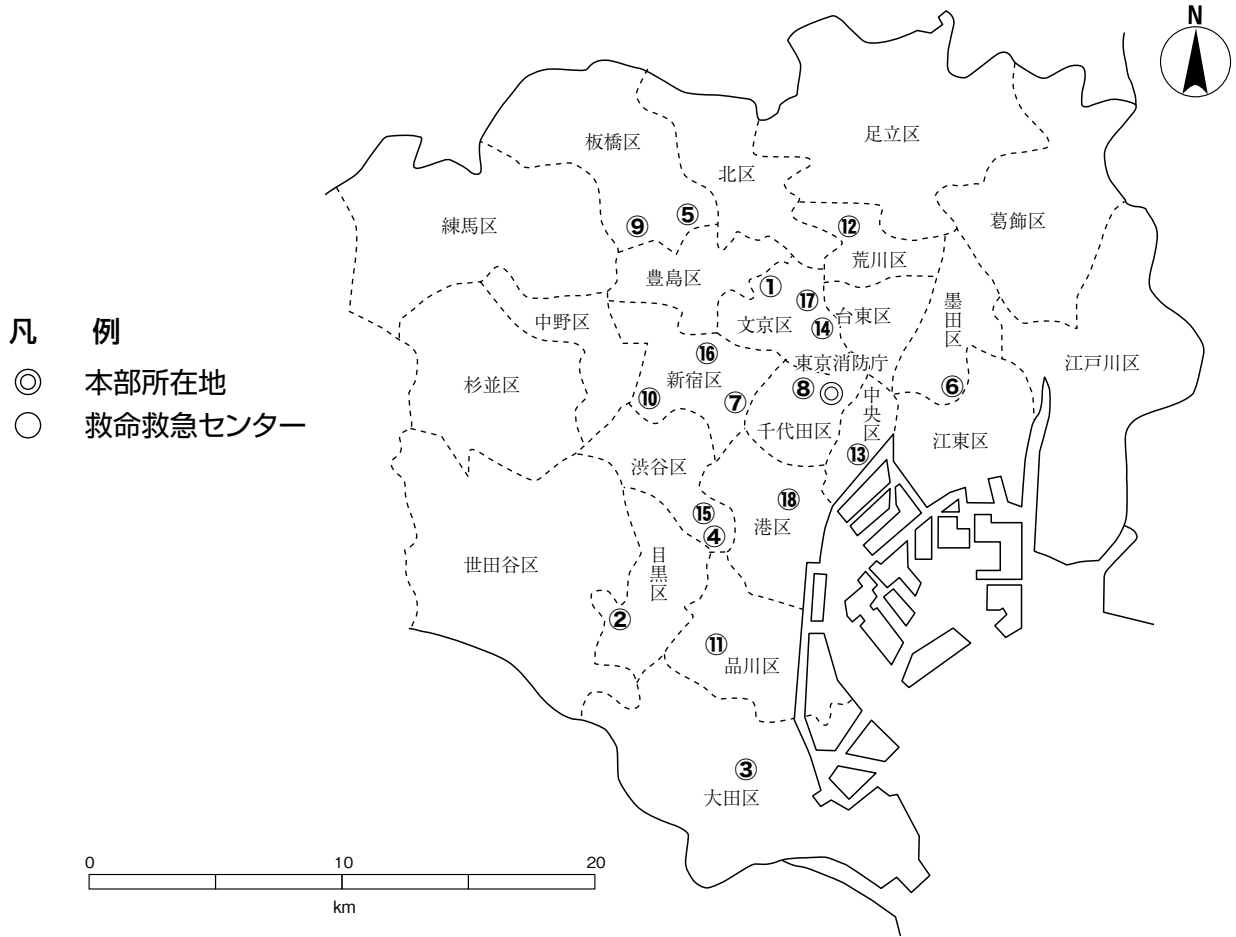 N
足立区
板橋区
北区
葛飾区
練馬区
⑨
⑤
⑫
荒川区
豊島区
①
⑰
墨田区
文京区
⑭
台東区
中野区
凡 例
◎ 本部所在地
○ 救命救急センター
杉並区
⑯
新宿区
東京消防庁
江戸川区
⑩
⑦
⑧
◎
⑥
千代田区
中央区
江東区
⑬
渋谷区
⑮
④
⑱
港区
世田谷区
目黒区
②
⑪
品川区
③
大田区
0 10 20
km